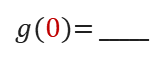 g(0)= ____